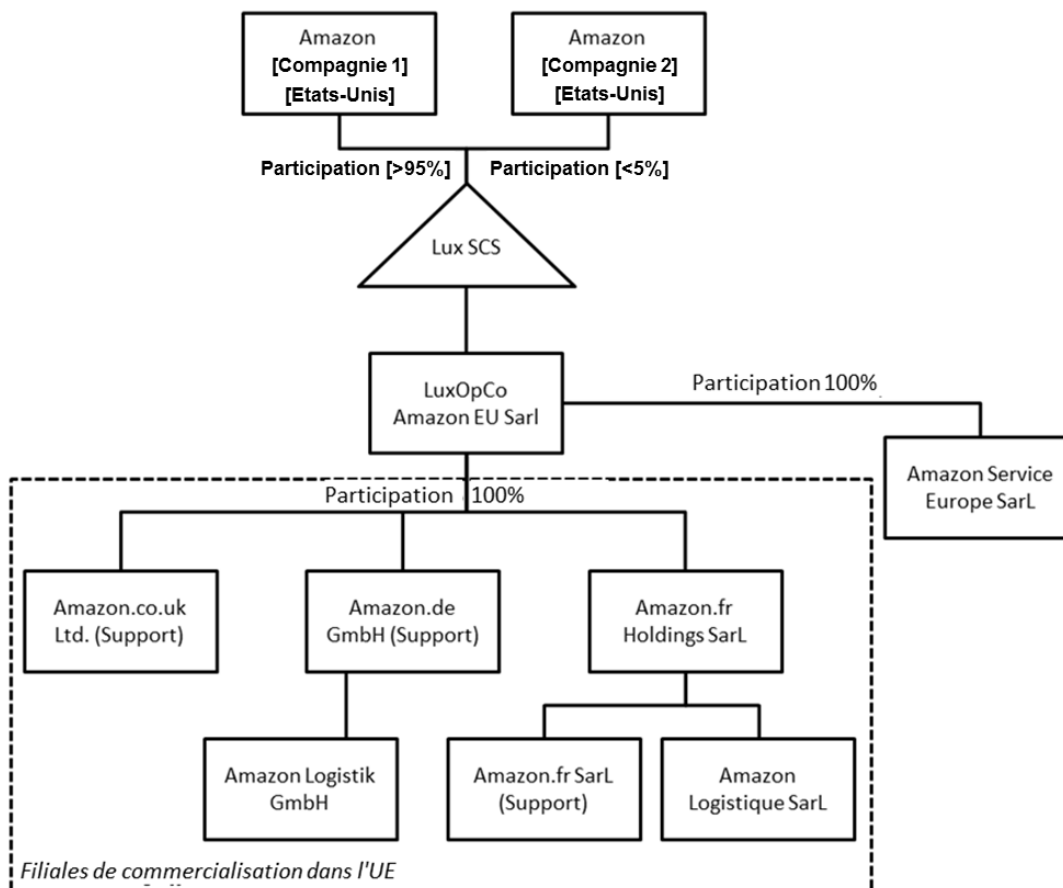 Amazon
[Compagnie 1]
[Etats-Unis]
Amazon
[Compagnie 2]
[Etats-Unis]
Participation [>95%]
Participation [<5%]
Lux SCS
LuxOpCo
Amazon EU Sarl
Participation 100%
Amazon Service
Europe SarL
Participation 100%
Amazon.co.uk
Ltd. (Support)
Amazon.de
GmbH (Support)
Amazon.fr
Holdings SarL
Amazon Logistik
GmbH
Amazon.fr SarL
(Support)
Amazon
Logistique SarL
Filiales de commercialisation dans l'UE